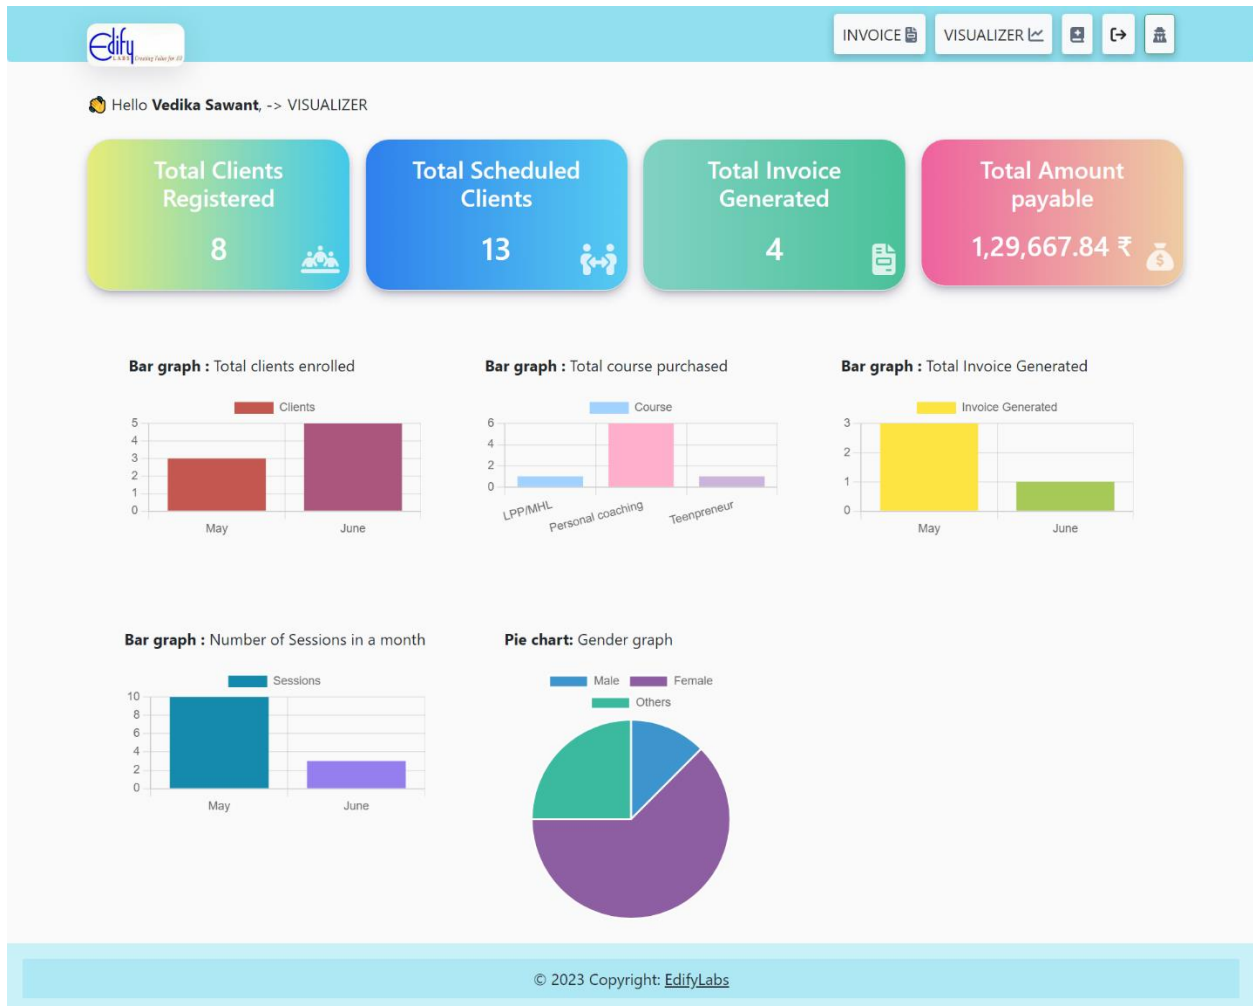 Edify
LABS Creating Value for All
INVOICE
VISUALIZER
Hello Vedika Sawant, -> VISUALIZER
Total Clients
Registered
8
Total Scheduled
Clients
13
Total Invoice
Generated
4
Total Amount
payable
1,29,667.84 ₹
$
Bar graph : Total clients enrolled
Clients
5
4
3
2
1
0
May
June
Bar graph : Total course purchased
Course
6
4
2
0
LPP/MHL
Personal coaching
Teenpreneur
Bar graph : Total Invoice Generated
Invoice Generated
3
2
1
0
May
June
Bar graph : Number of Sessions in a month
Sessions
10
8
6
4
2
0
May
June
Pie chart: Gender graph
Male
Female
Others
© 2023 Copyright: EdifyLabs